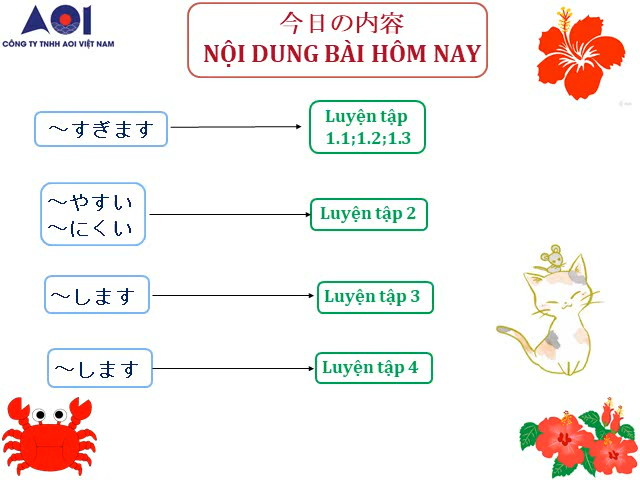 AOI
CÔNG TY TNHH AOI VIỆT NAM
今日の内容
NỘI DUNG BÀI HÔM NAY
～すぎます
Luyện tập
1.1;1.2;1.3
～やすい
～にくい
Luyện tập 2
～します
Luyện tập 3
～します
Luyện tập 4